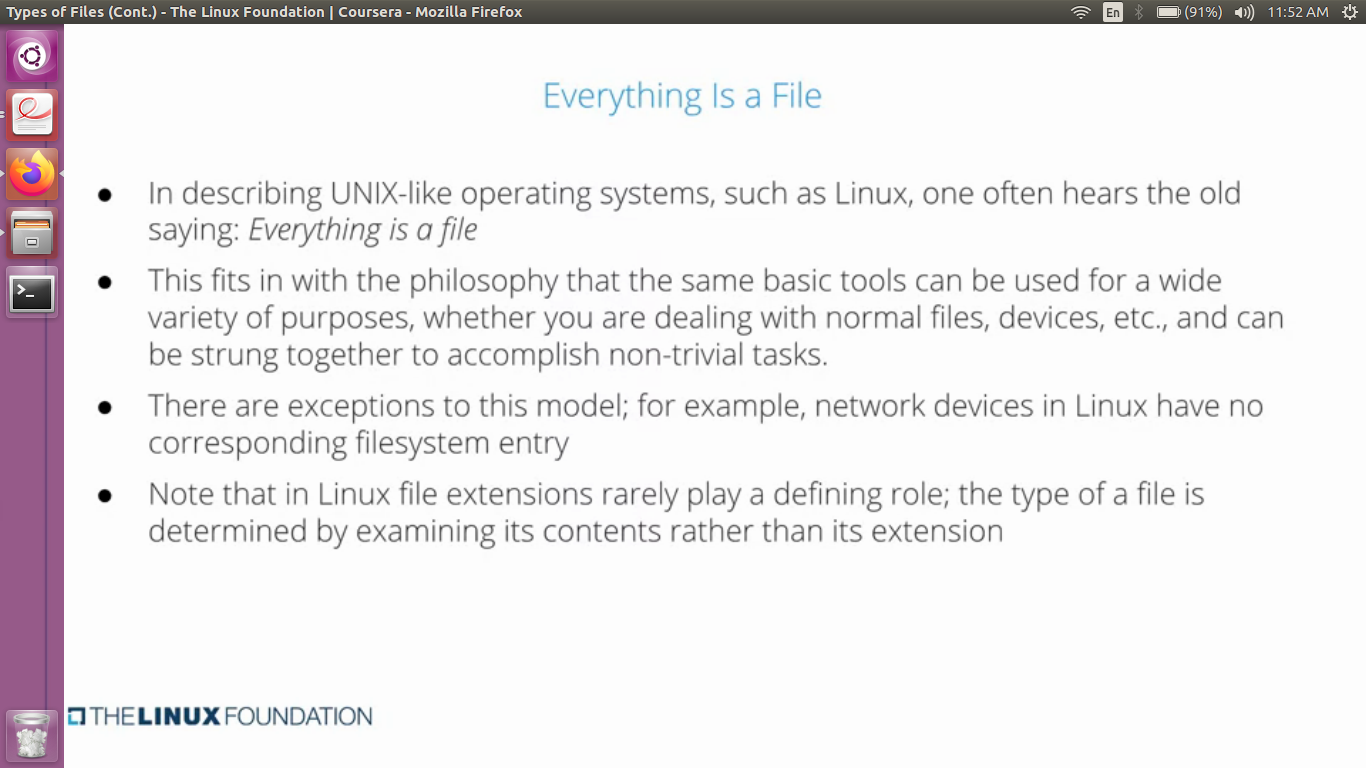 Types of Files (Cont.) - The Linux Foundation | Coursera - Mozilla Firefox
En
(91%)
11:52 AM
Everything Is a File
● In describing UNIX-like operating systems, such as Linux, one often hears the old
saying: Everything is a file
● This fits in with the philosophy that the same basic tools can be used for a wide
variety of purposes, whether you are dealing with normal files, devices, etc., and can
be strung together to accomplish non-trivial tasks.
● There are exceptions to this model; for example, network devices in Linux have no
corresponding filesystem entry
● Note that in Linux file extensions rarely play a defining role; the type of a file is
determined by examining its contents rather than its extension
THE LINUX FOUNDATION